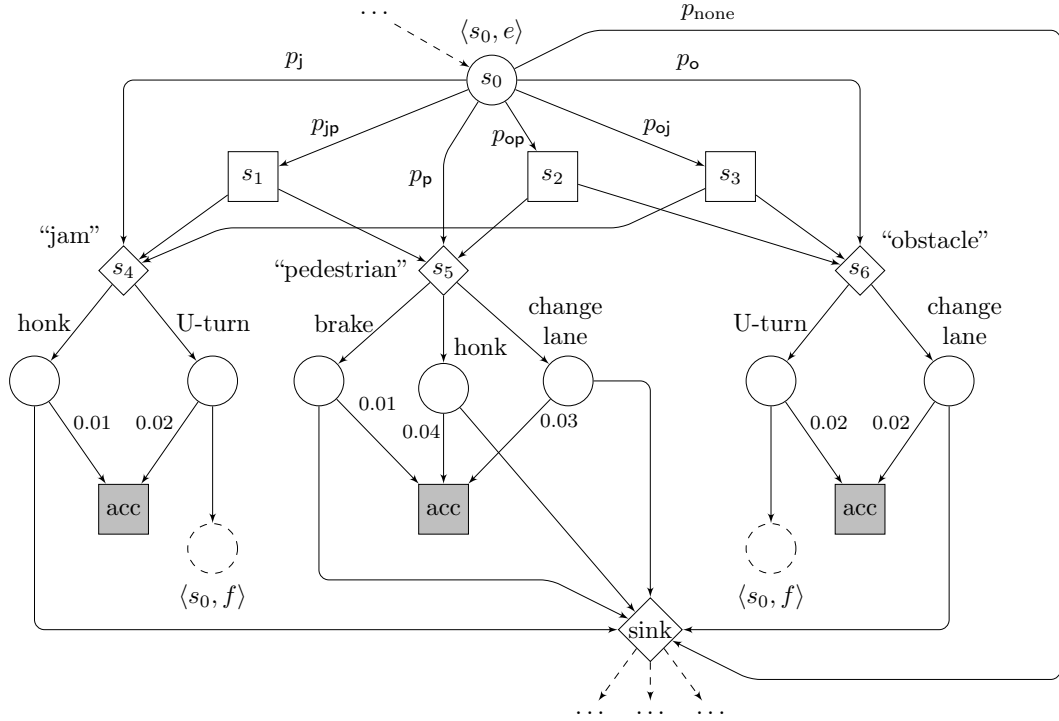 ...
⟨s₀, e⟩
p_none
s₀
p_j
p_o
p_jp
p_op
p_oj
p_p
s₁
s₂
s₃
“jam”
“pedestrian”
“obstacle”
s₄
s₅
s₆
honk
U-turn
brake
honk
change
lane
U-turn
change
lane
0.01
0.02
0.01
0.04
0.03
0.02
0.02
acc
acc
acc
⟨s₀, f⟩
⟨s₀, f⟩
sink
... ... ...